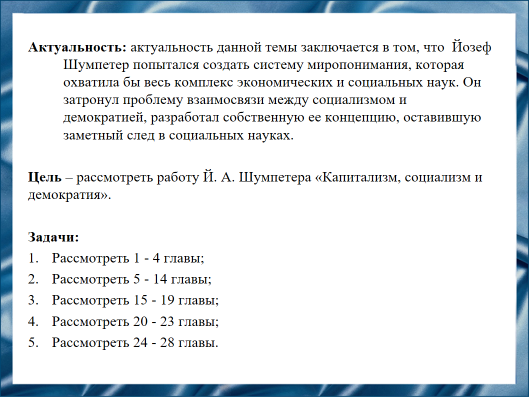 Актуальность: актуальность данной темы заключается в том, что Йозеф
Шумпетер попытался создать систему миропонимания, которая
охватила бы весь комплекс экономических и социальных наук. Он
затронул проблему взаимосвязи между социализмом и
демократией, разработал собственную ее концепцию, оставившую
заметный след в социальных науках.
Цель – рассмотреть работу Й. А. Шумпетера «Капитализм, социализм и
демократия».
Задачи:
1. Рассмотреть 1 - 4 главы;
2. Рассмотреть 5 - 14 главы;
3. Рассмотреть 15 - 19 главы;
4. Рассмотреть 20 - 23 главы;
5. Рассмотреть 24 - 28 главы.